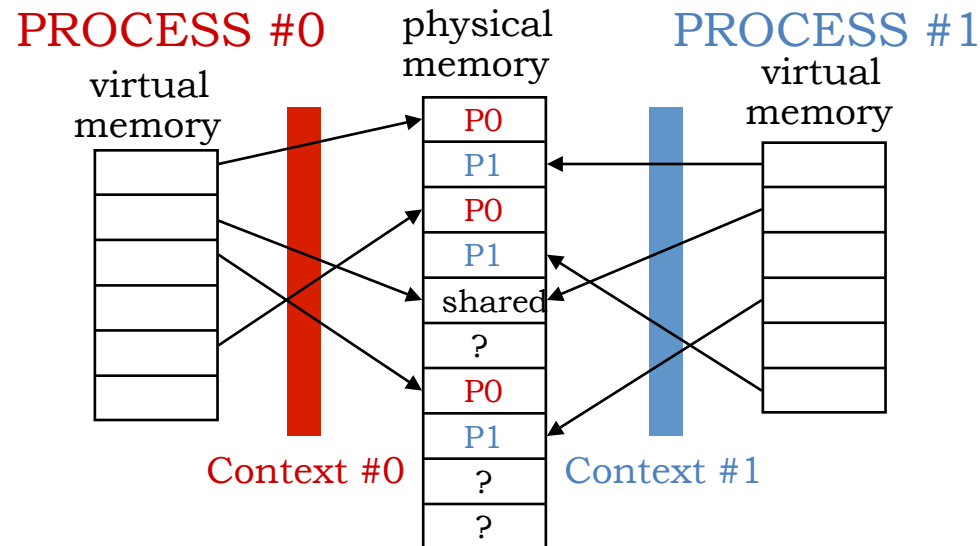 PROCESS #0
virtual
memory
physical
memory
PROCESS #1
virtual
memory
P0
P1
P0
P1
shared
?
P0
P1
?
?
Context #0
Context #1